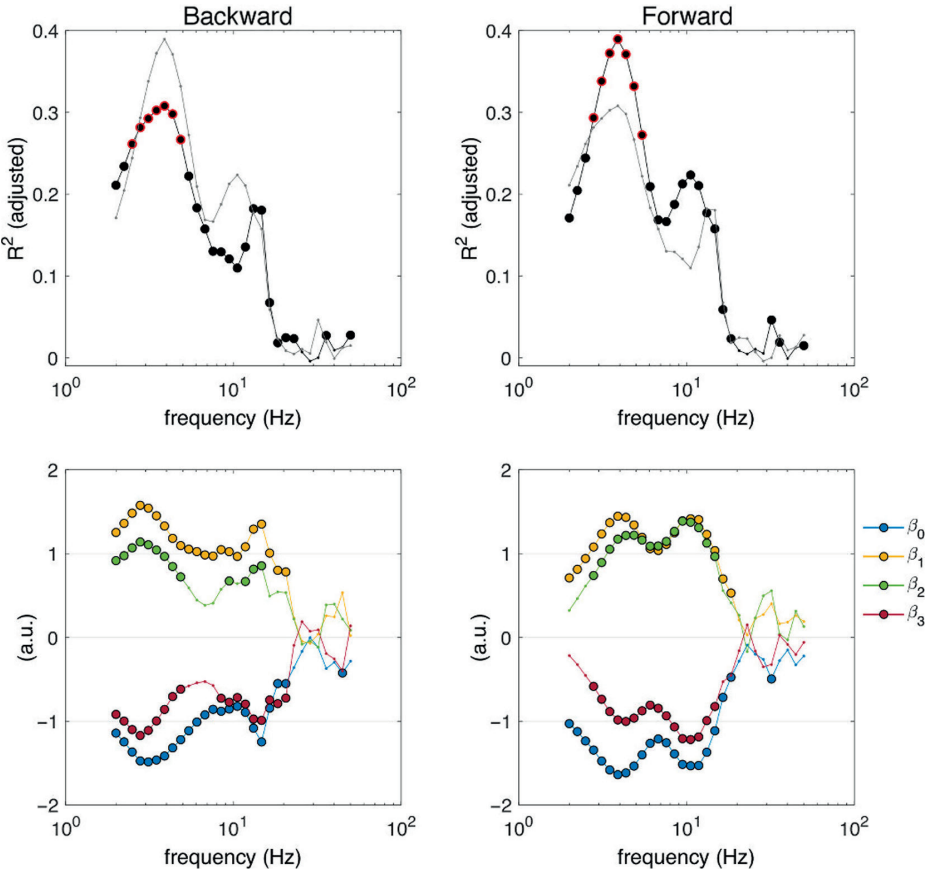 Backward
Forward
0.4
0.3
0.2
0.1
0
R² (adjusted)
10⁰
10¹
10²
frequency (Hz)
0.4
0.3
0.2
0.1
0
R² (adjusted)
10⁰
10¹
10²
frequency (Hz)
2
1
0
−1
−2
(a.u.)
10⁰
10¹
10²
frequency (Hz)
2
1
0
−1
−2
(a.u.)
10⁰
10¹
10²
frequency (Hz)
β₀
β₁
β₂
β₃